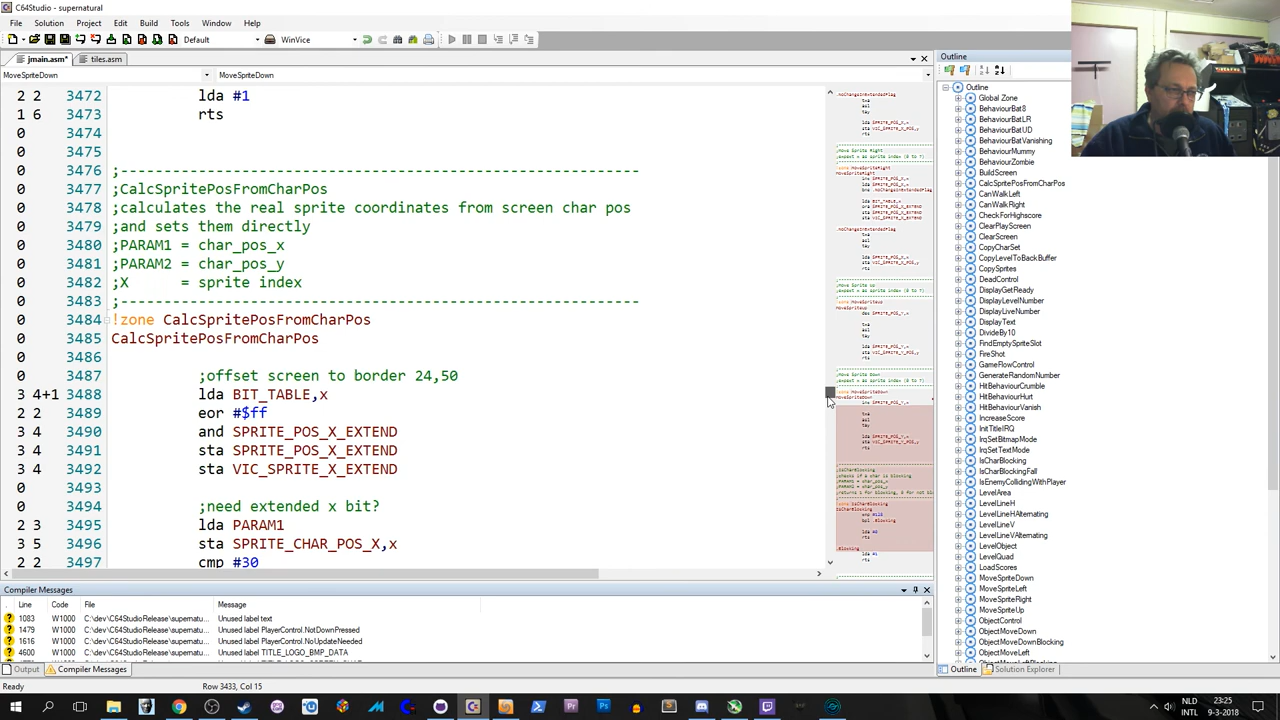 C64Studio - supernatural
File Solution Project Edit Build Tools Window Help
Default WinVice
jmain.asm* tiles.asm
MoveSpriteDown MoveSpriteDown
2 2 3472 lda #1
1 6 3473 rts
0 3474
0 3475
0 3476 ;-------------------------------------------------------------
0 3477 ;CalcSpritePosFromCharPos
0 3478 ;calculates the real sprite coordinates from screen char pos
0 3479 ;and sets them directly
0 3480 ;PARAM1 = char_pos_x
0 3481 ;PARAM2 = char_pos_y
0 3482 ;X = sprite index
0 3483 ;-------------------------------------------------------------
0 3484 !zone CalcSpritePosFromCharPos
0 3485 CalcSpritePosFromCharPos
0 3486
0 3487 ;offset screen to border 24,50
3 4+1 3488 lda BIT_TABLE,x
2 2 3489 eor #$ff
3 4 3490 and SPRITE_POS_X_EXTEND
3 4 3491 sta SPRITE_POS_X_EXTEND
3 4 3492 sta VIC_SPRITE_X_EXTEND
0 3493
0 3494 ;need extended x bit?
2 3 3495 lda PARAM1
3 5 3496 sta SPRITE_CHAR_POS_X,x
2 2 3497 cmp #30
Outline
Outline
Global Zone
BehaviourBat8
BehaviourBatLR
BehaviourBatUD
BehaviourBatVanishing
BehaviourMummy
BehaviourZombie
BuildScreen
CalcSpritePosFromCharPos
CanWalkLeft
CanWalkRight
CheckForHighscore
ClearPlayScreen
ClearScreen
CopyCharSet
CopyLevelToBackBuffer
CopySprites
DeadControl
DisplayGetReady
DisplayLevelNumber
DisplayText
DivideBy10
FindEmptySpriteSlot
FireShot
GameFlowControl
GenerateRandomNumber
HitBehaviourCrumble
HitBehaviourHurt
HitBehaviourVanish
IncreaseScore
InitTitleIRQ
IrqSetBitmapMode
IrqSetTextMode
IsCharBlocking
IsCharBlockingFall
IsEnemyCollidingWithPlayer
LevelArea
LevelLineH
LevelLineHAlternating
LevelLineV
LevelLineVAlternating
LevelObject
LevelQuad
LoadScores
MoveSpriteDown
MoveSpriteLeft
MoveSpriteRight
MoveSpriteUp
ObjectControl
ObjectMoveDown
ObjectMoveDownBlocking
ObjectMoveLeft
Compiler Messages
Line Code File Message
1083 W1000 C:\dev\C64StudioRelease\supernatu... Unused label text
1479 W1000 C:\dev\C64StudioRelease\supernatu... Unused label PlayerControl.NotDownPressed
1616 W1000 C:\dev\C64StudioRelease\supernatu... Unused label PlayerControl.NoUpdateNeeded
4600 W1000 C:\dev\C64StudioRelease\supernatu... Unused label TITLE_LOGO_BMP_DATA
Output Compiler Messages
Outline Solution Explorer
Ready Row 3433, Col 15
NLD 23:25
INTL 9-3-2018